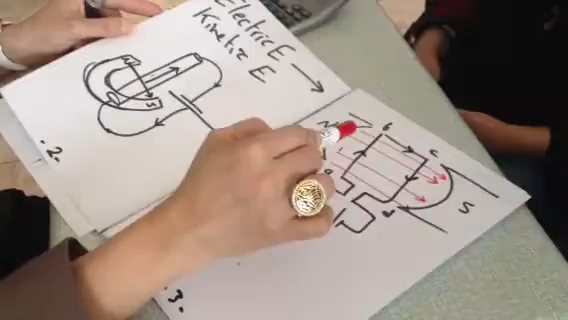 Electric E →
Kinetic E
N
S
.2.
N
b
c
a
d
S
.3.